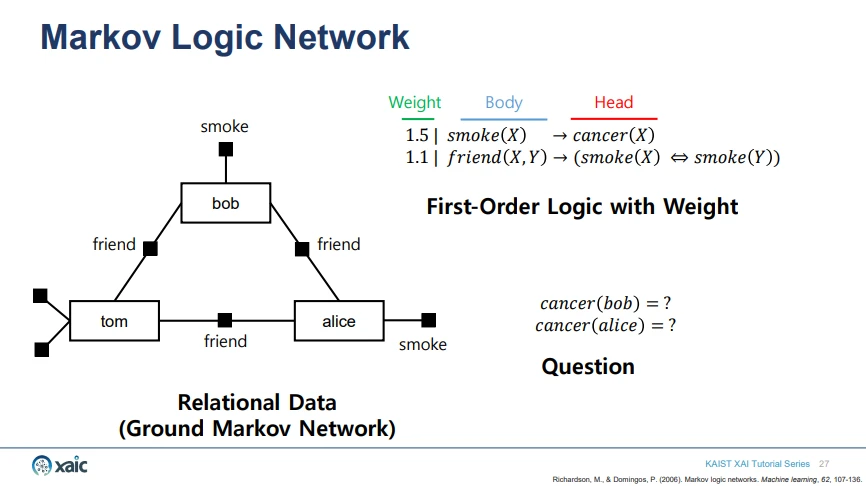 Markov Logic Network
Weight Body Head
1.5 | smoke(X) → cancer(X)
1.1 | friend(X,Y) → (smoke(X) ⇔ smoke(Y))
First-Order Logic with Weight
smoke
bob
friend friend
tom alice
friend
smoke
cancer(bob) = ?
cancer(alice) = ?
Question
Relational Data
(Ground Markov Network)
xaic
KAIST XAI Tutorial Series 27
Richardson, M., & Domingos, P. (2006). Markov logic networks. Machine learning, 62, 107-136.